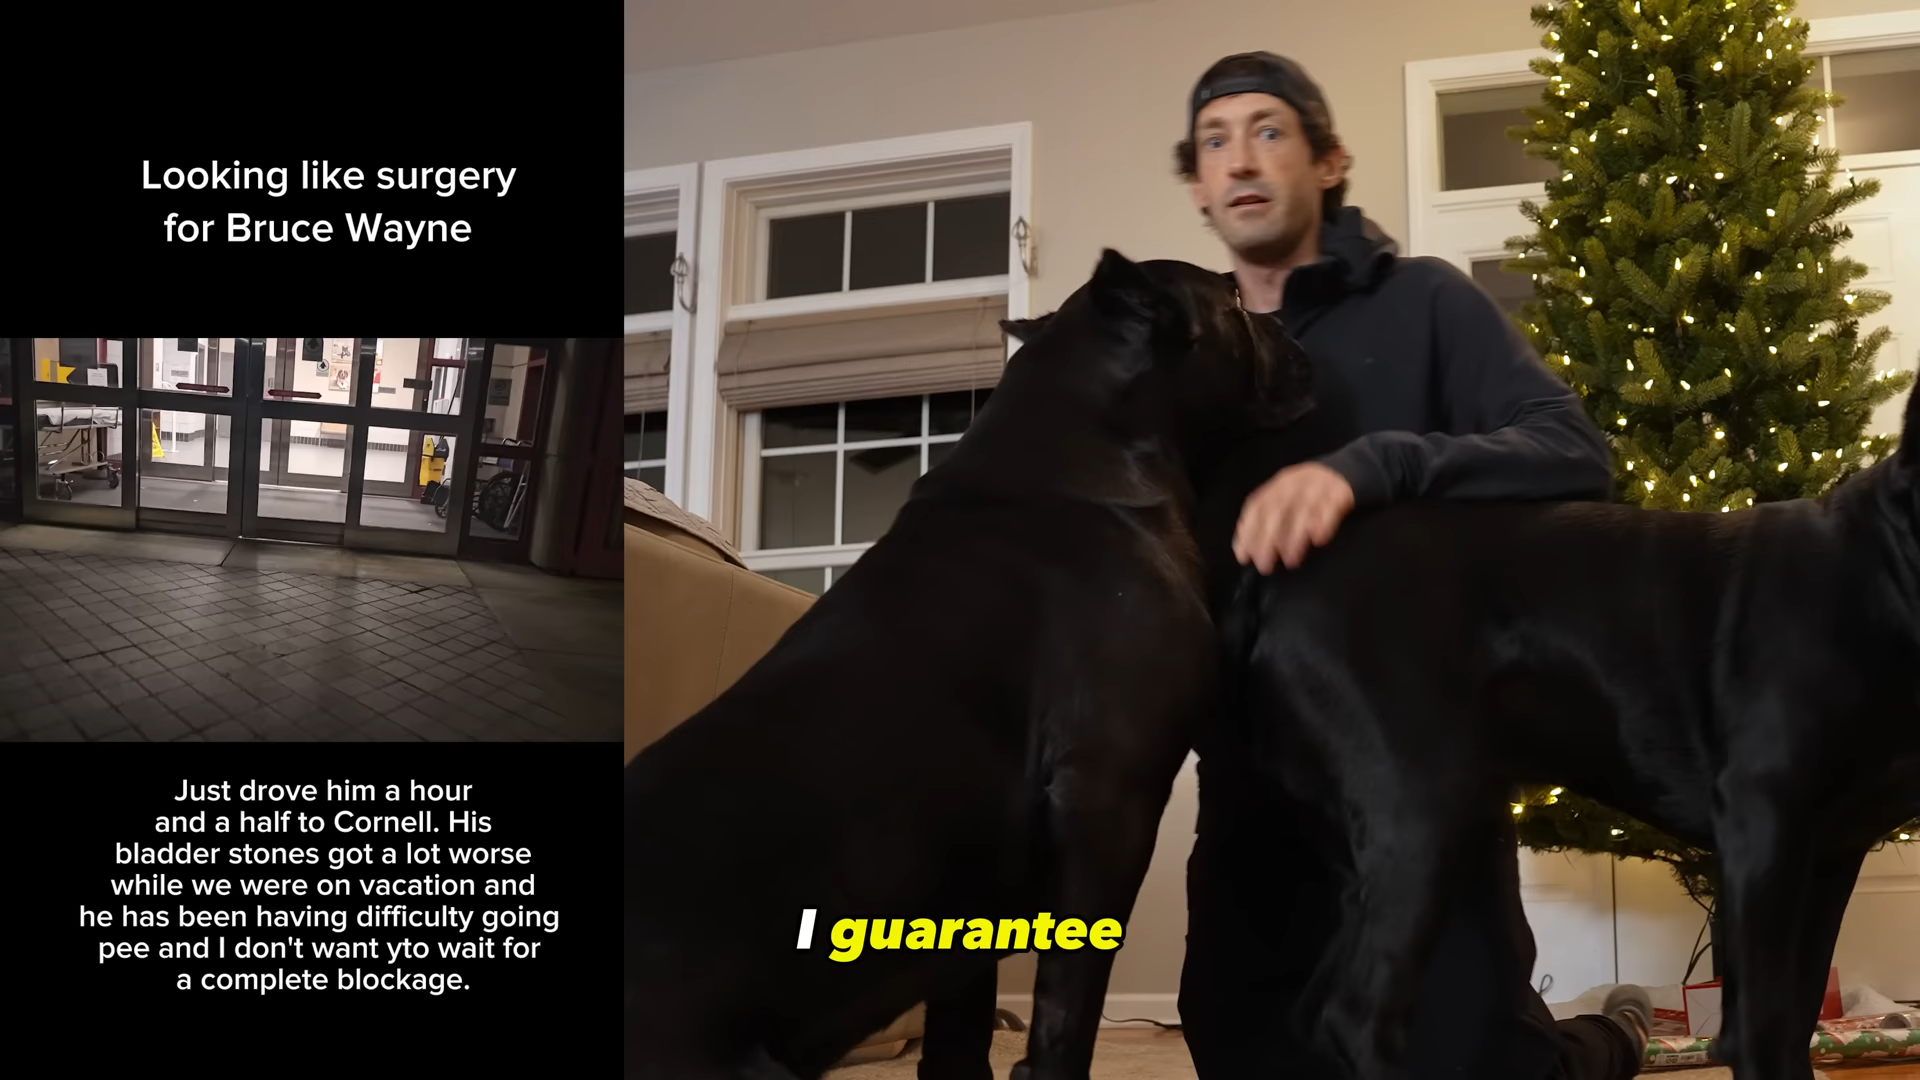 Looking like surgery
for Bruce Wayne
Just drove him a hour
and a half to Cornell. His
bladder stones got a lot worse
while we were on vacation and
he has been having difficulty going
pee and I don't want yto wait for
a complete blockage.
I guarantee